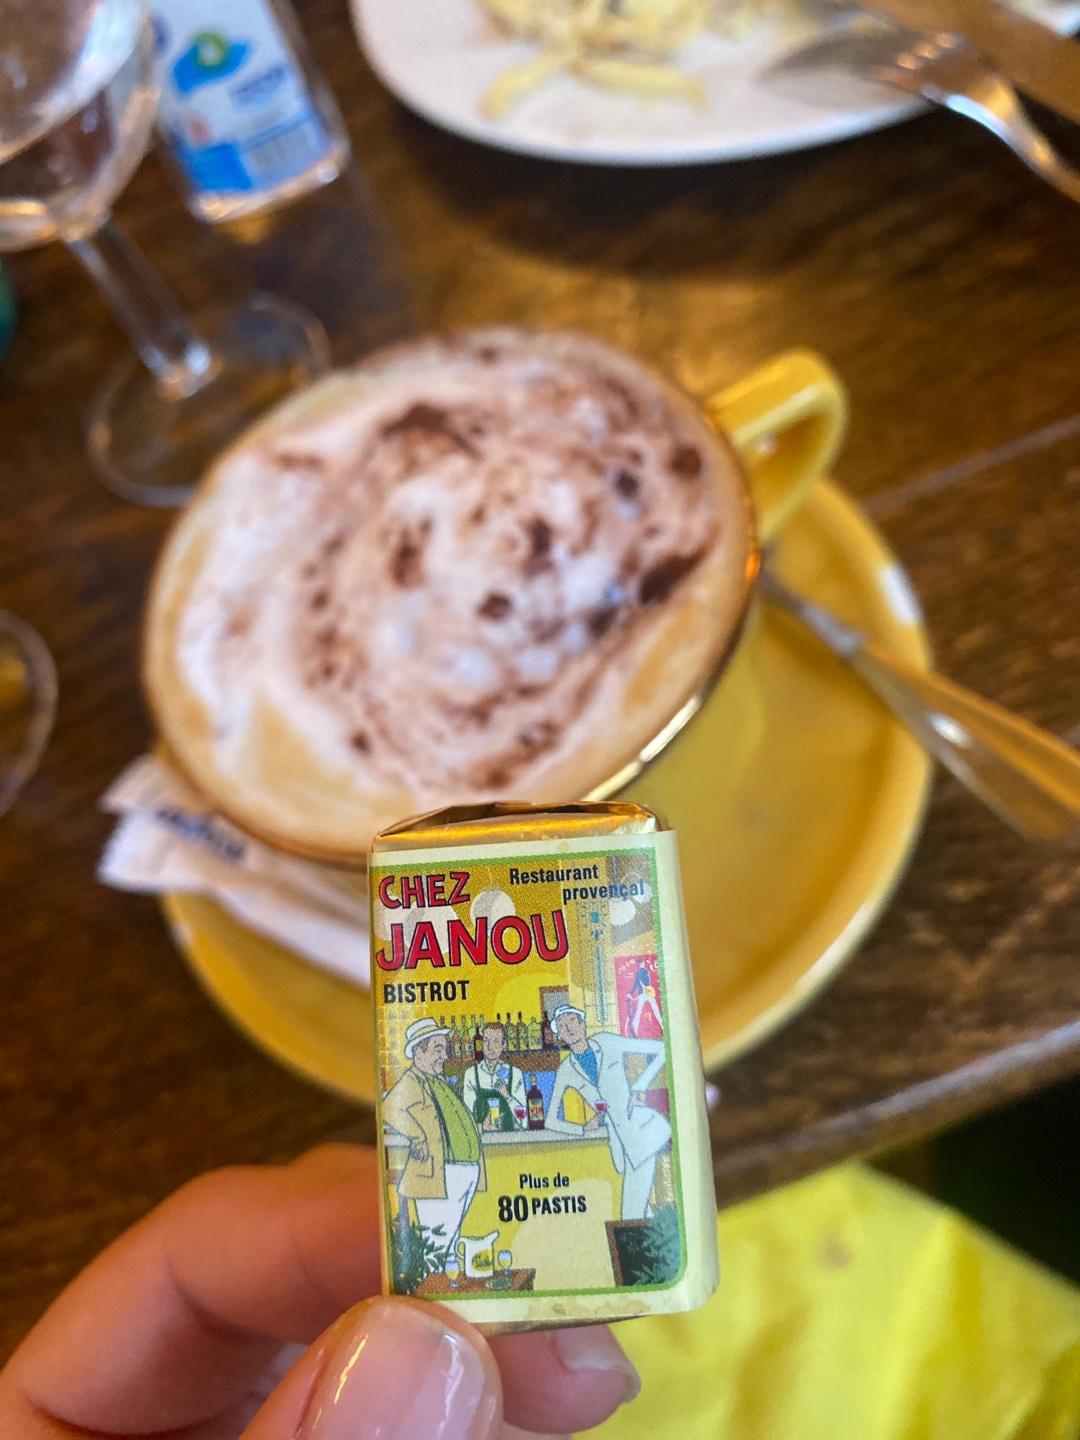 CHEZ
JANOU
BISTROT
Restaurant
provençal
Plus de
80 PASTIS